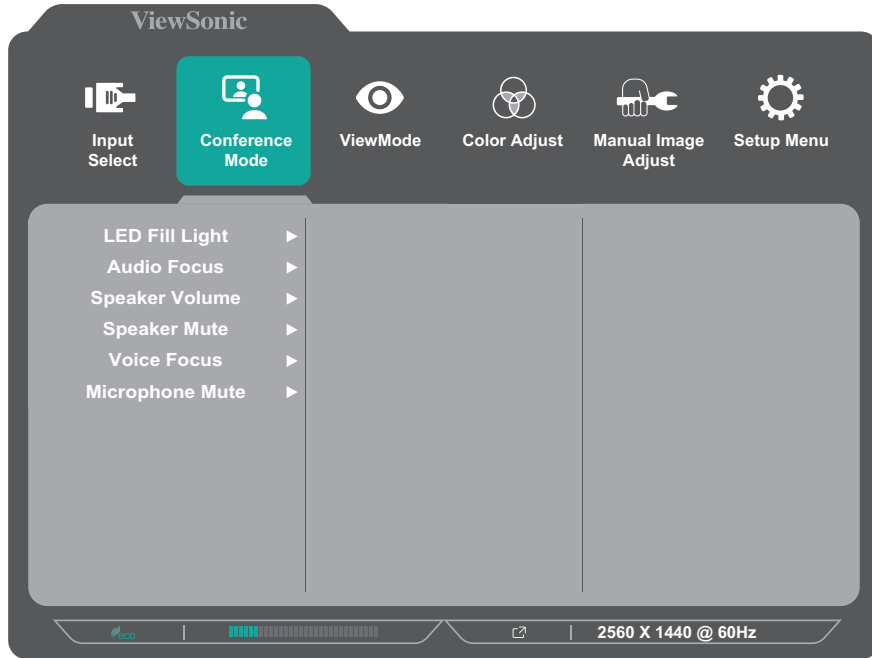 ViewSonic
Input
Select
Conference
Mode
ViewMode
Color Adjust
Manual Image
Adjust
Setup Menu
LED Fill Light
Audio Focus
Speaker Volume
Speaker Mute
Voice Focus
Microphone Mute
eco
2560 X 1440 @ 60Hz